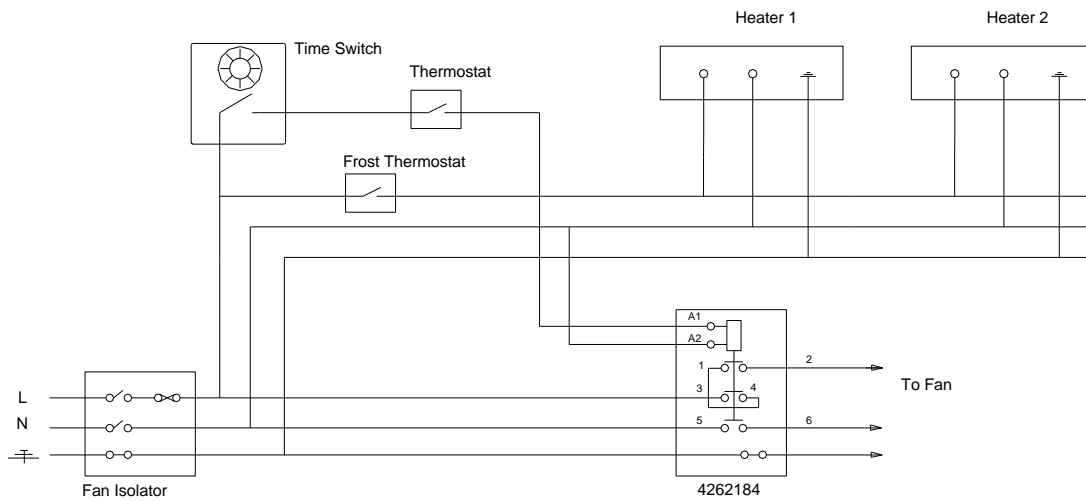 Heater 1
Heater 2
Time Switch
Thermostat
Frost Thermostat
A1
A2
1
2
3
4
To Fan
L
N
5
6
Fan Isolator
4262184